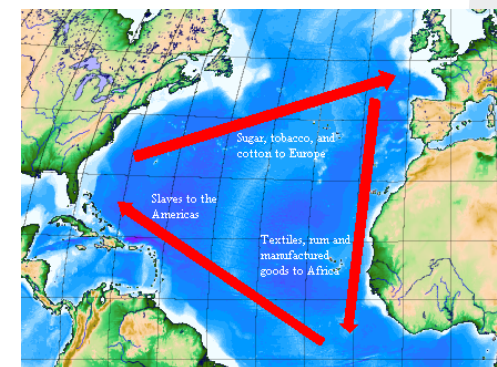 Sugar, tobacco, and
cotton to Europe
Slaves to the
Americas
Textiles, rum and
manufactured
goods to Africa